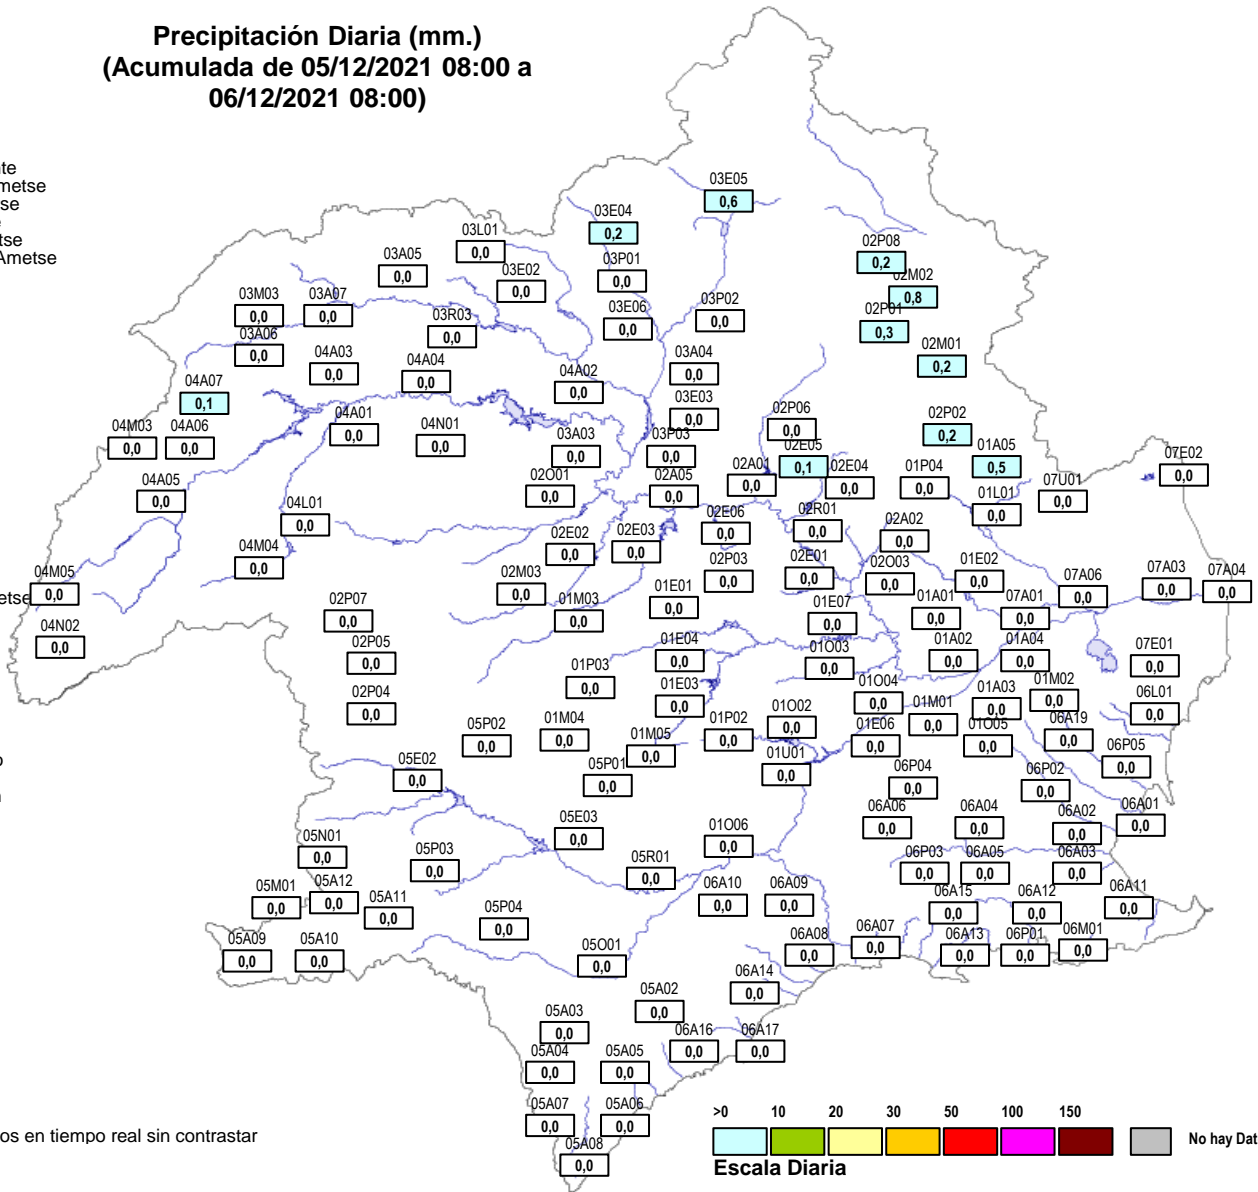 Precipitación Diaria (mm.)
(Acumulada de 05/12/2021 08:00 a
06/12/2021 08:00)
nte
metse
se
e
tse
Ametse
03E05
0,6
03E04
0,2
03L01
0,0
02P08
0,2
03A05
0,0
03P01
0,0
03E02
0,0
02M02
0,8
03M03
0,0
03A07
0,0
03P02
0,0
03E06
0,0
03R03
0,0
02P01
0,3
03A06
0,0
02M01
0,2
04A03
0,0
04A04
0,0
03A04
0,0
04A02
0,0
04A07
0,1
03E03
0,0
04A01
0,0
02P06
0,0
02P02
0,2
04M03
0,0
04A06
0,0
04N01
0,0
03A03
0,0
03P03
0,0
02E05
0,1
01A05
0,5
07E02
0,0
04A05
0,0
02O01
0,0
02A05
0,0
02A01
0,0
02E04
0,0
01P04
0,0
07U01
0,0
01L01
0,0
04L01
0,0
02E06
0,0
02R01
0,0
02A02
0,0
02E02
0,0
02E03
0,0
04M04
0,0
02P03
0,0
02E01
0,0
02O03
0,0
01E02
0,0
04M05
0,0
etse
02M03
0,0
07A06
0,0
07A03
0,0
07A04
0,0
02P07
0,0
01M03
0,0
01E01
0,0
01E07
0,0
01A01
0,0
07A01
0,0
04N02
0,0
02P05
0,0
01E04
0,0
01O03
0,0
01A02
0,0
01A04
0,0
07E01
0,0
01P03
0,0
01E03
0,0
01O04
0,0
01A03
0,0
01M02
0,0
06L01
0,0
02P04
0,0
05P02
0,0
01M04
0,0
01M05
0,0
01P02
0,0
01O02
0,0
01E06
0,0
01M01
0,0
01O05
0,0
06A19
0,0
06P05
0,0
o
05E02
0,0
05P01
0,0
01U01
0,0
06P04
0,0
06P02
0,0
05E03
0,0
01O06
0,0
06A06
0,0
06A04
0,0
06A02
0,0
06A01
0,0
05N01
0,0
05P03
0,0
05R01
0,0
06P03
0,0
06A05
0,0
06A03
0,0
05M01
0,0
05A12
0,0
05A11
0,0
06A10
0,0
06A09
0,0
06A15
0,0
06A12
0,0
06A11
0,0
05P04
0,0
05A09
0,0
05A10
0,0
05O01
0,0
06A08
0,0
06A07
0,0
06A13
0,0
06P01
0,0
06M01
0,0
06A14
0,0
05A02
0,0
05A03
0,0
06A16
0,0
06A17
0,0
05A04
0,0
05A05
0,0
05A07
0,0
05A06
0,0
05A08
0,0
os en tiempo real sin contrastar
>0 10 20 30 50 100 150
No hay Dat
Escala Diaria